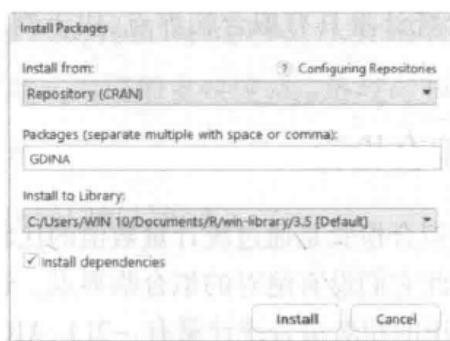 Install Packages
Install from:
? Configuring Repositories
Repository (CRAN)
Packages (separate multiple with space or comma):
GDINA
Install to Library:
C:/Users/WIN 10/Documents/R/win-library/3.5 [Default]
Install dependencies
Install
Cancel